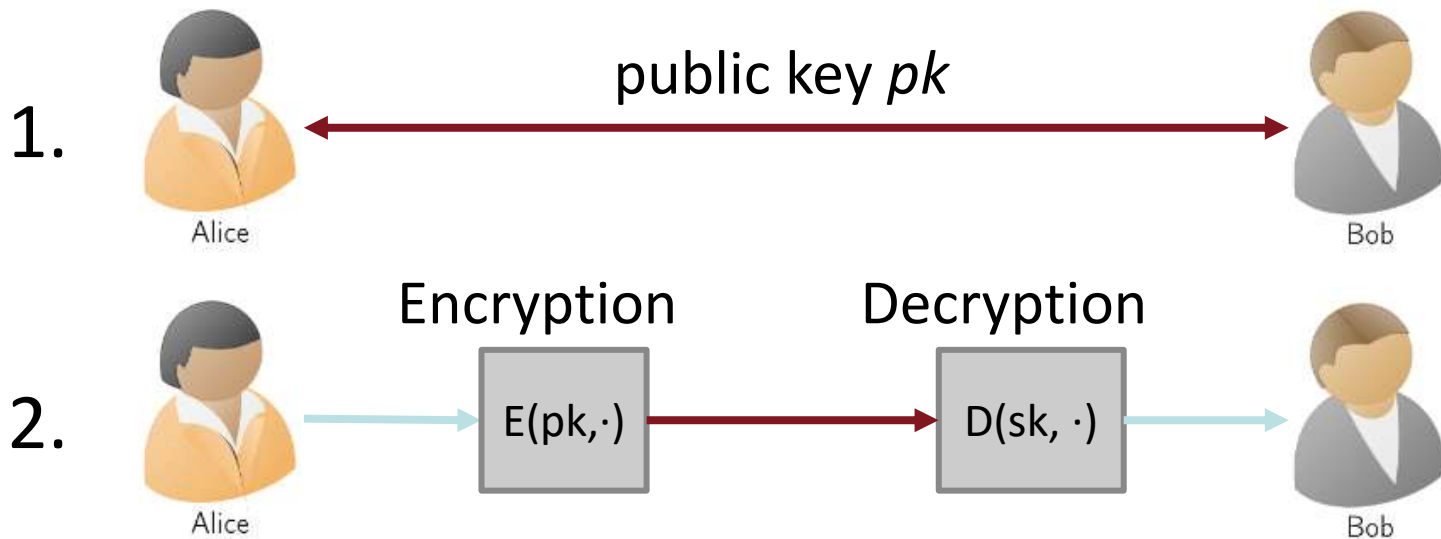 public key pk
1.
Alice
Bob
Encryption
Decryption
2.
E(pk,·)
D(sk, ·)
Alice
Bob